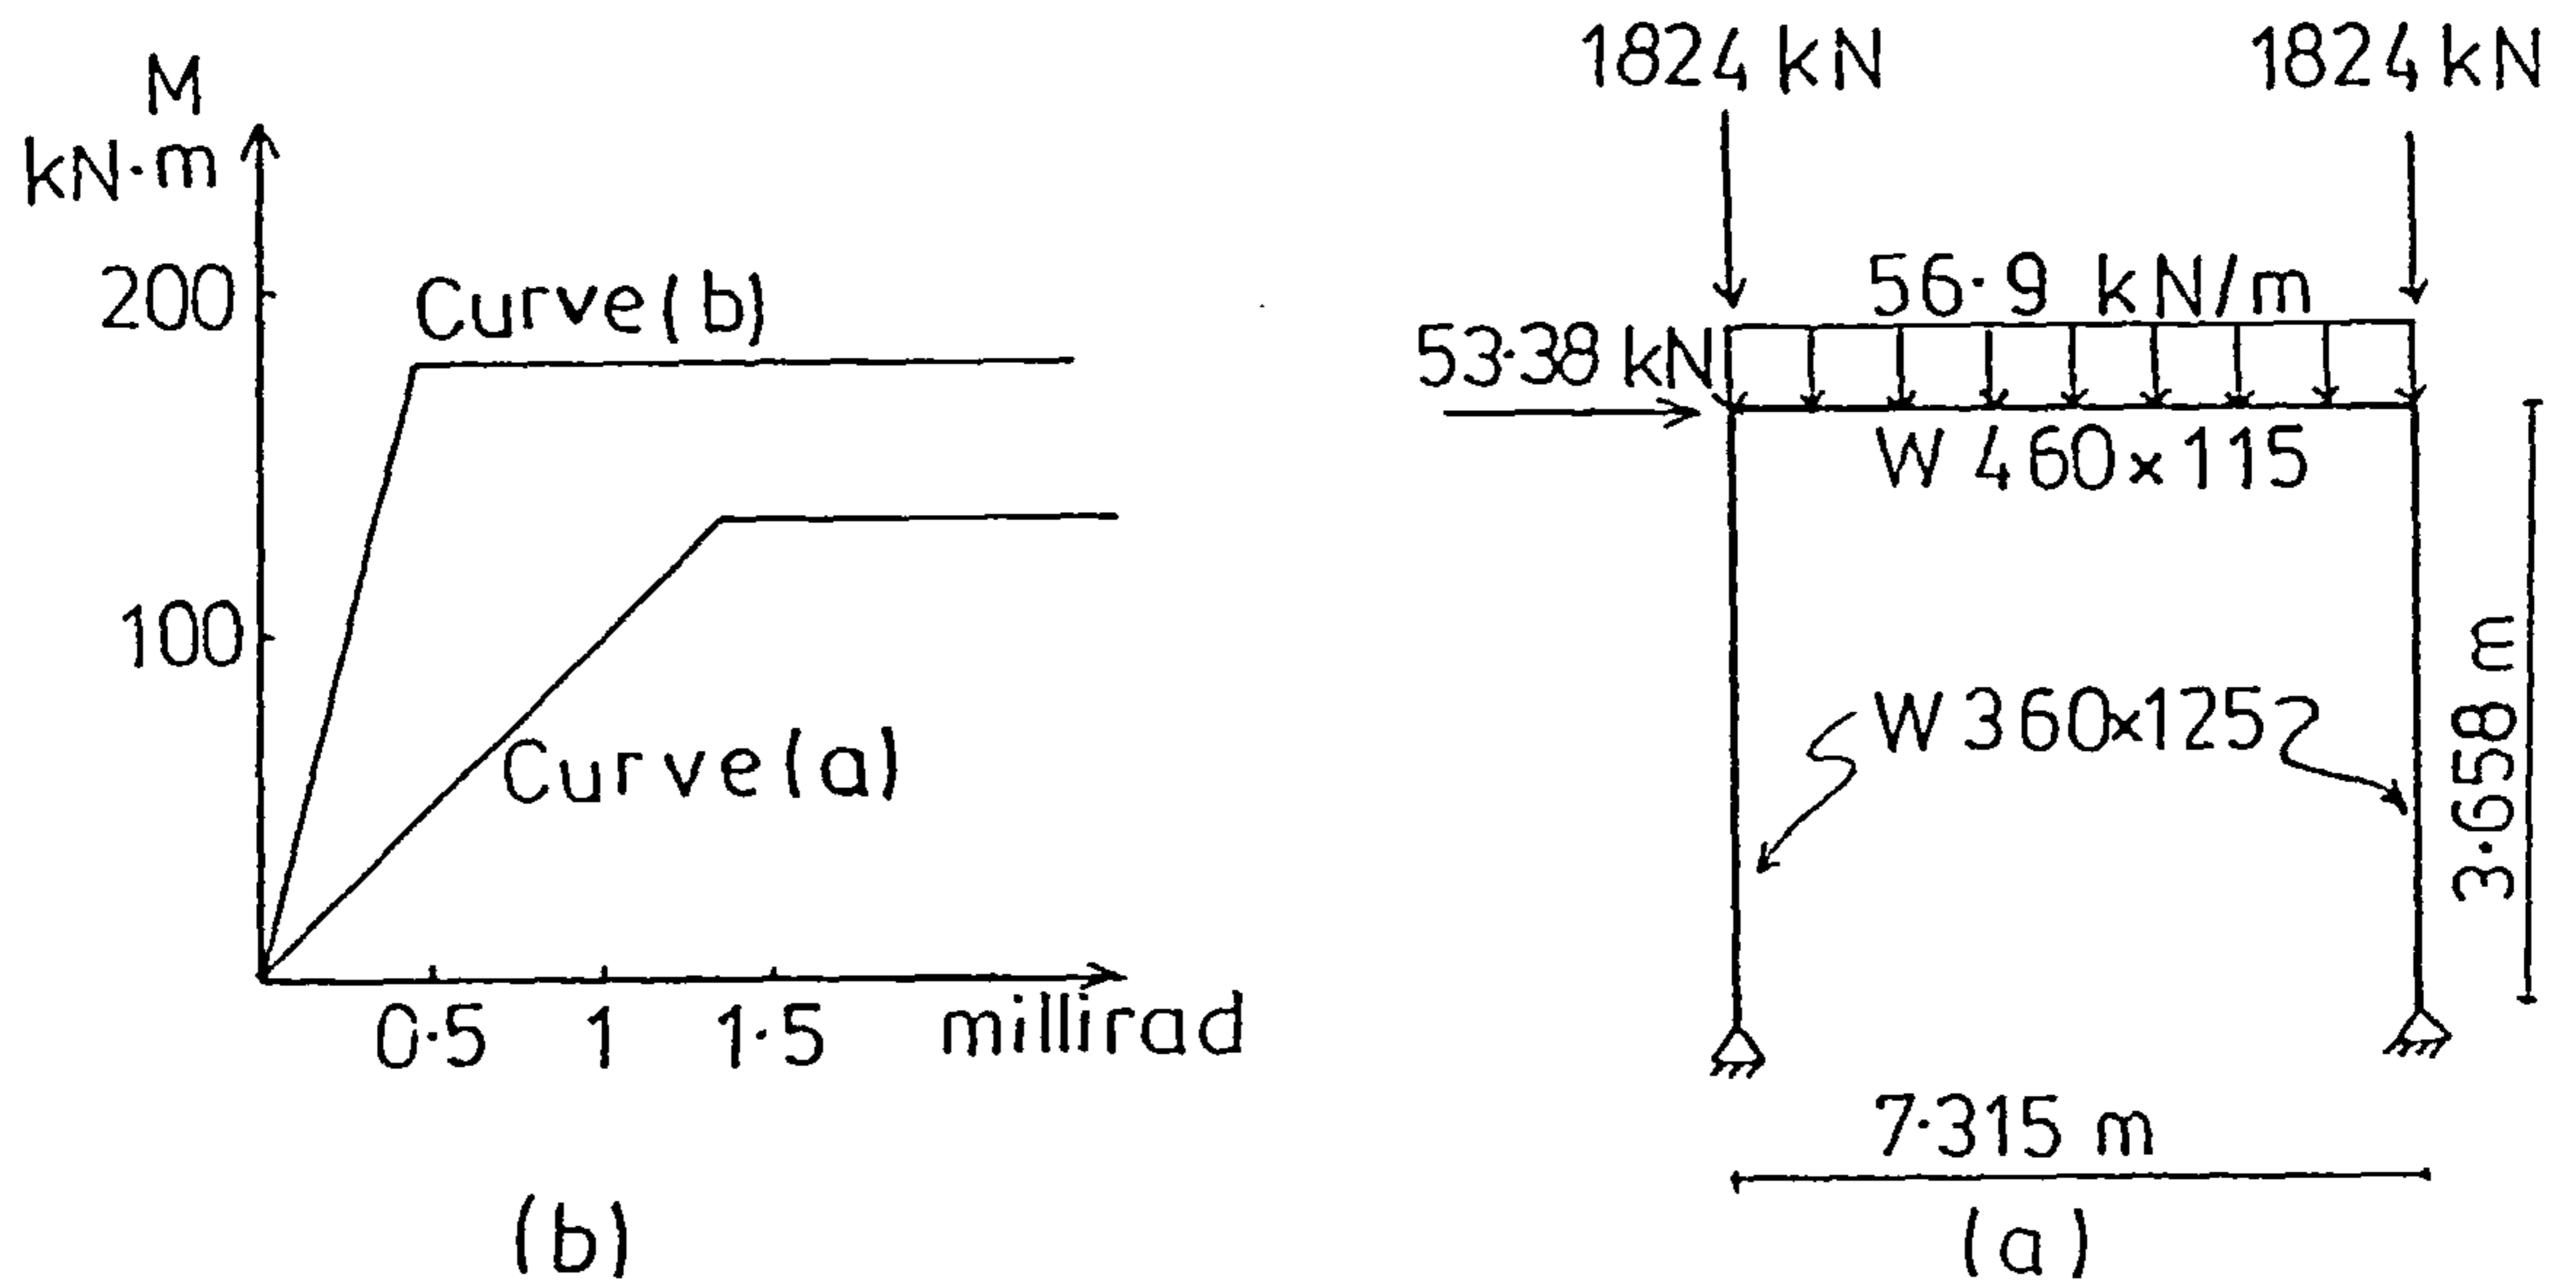 M
kN·m
200
100
Curve(b)
Curve(a)
0·5
1
1·5
millirad
(b)
1824 kN
1824 kN
56·9 kN/m
53·38 kN
W 460×115
W 360×125
3·658 m
7·315 m
(a)